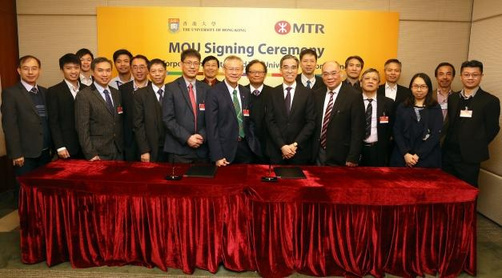 香港大學
THE UNIVERSITY OF HONG KONG
MTR
MOU Signing Ceremony